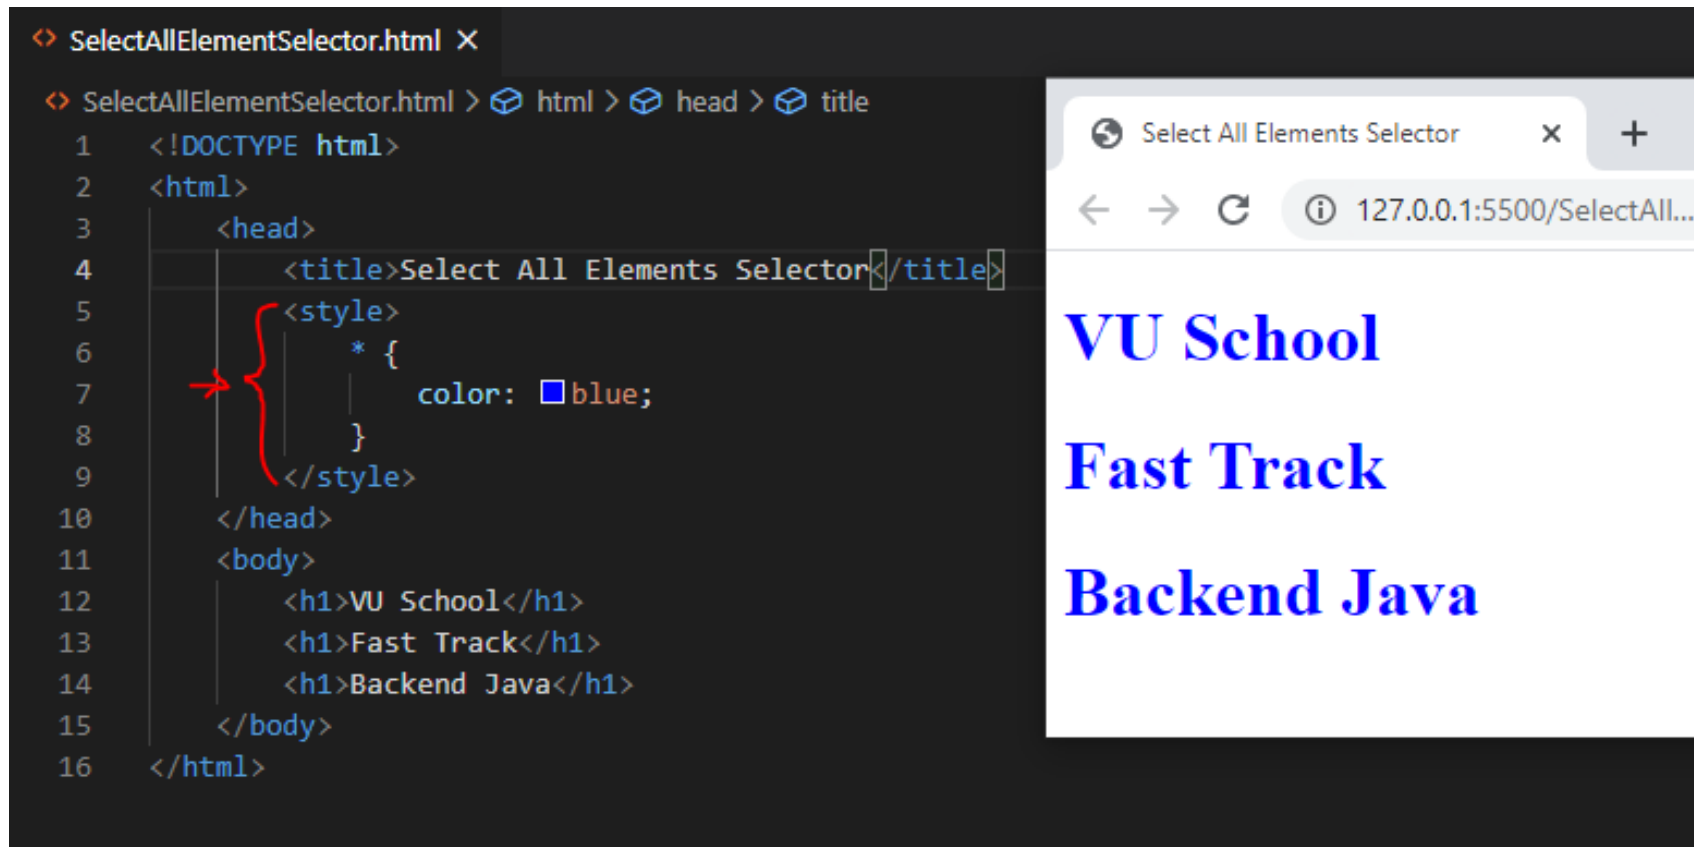 SelectAllElementSelector.html
SelectAllElementSelector.html > html > head > title
1 <!DOCTYPE html>
2 <html>
3 <head>
4 <title>Select All Elements Selector</title>
5 <style>
6 * {
7 color: blue;
8 }
9 </style>
10 </head>
11 <body>
12 <h1>VU School</h1>
13 <h1>Fast Track</h1>
14 <h1>Backend Java</h1>
15 </body>
16 </html>
Select All Elements Selector
127.0.0.1:5500/SelectAll...
VU School
Fast Track
Backend Java